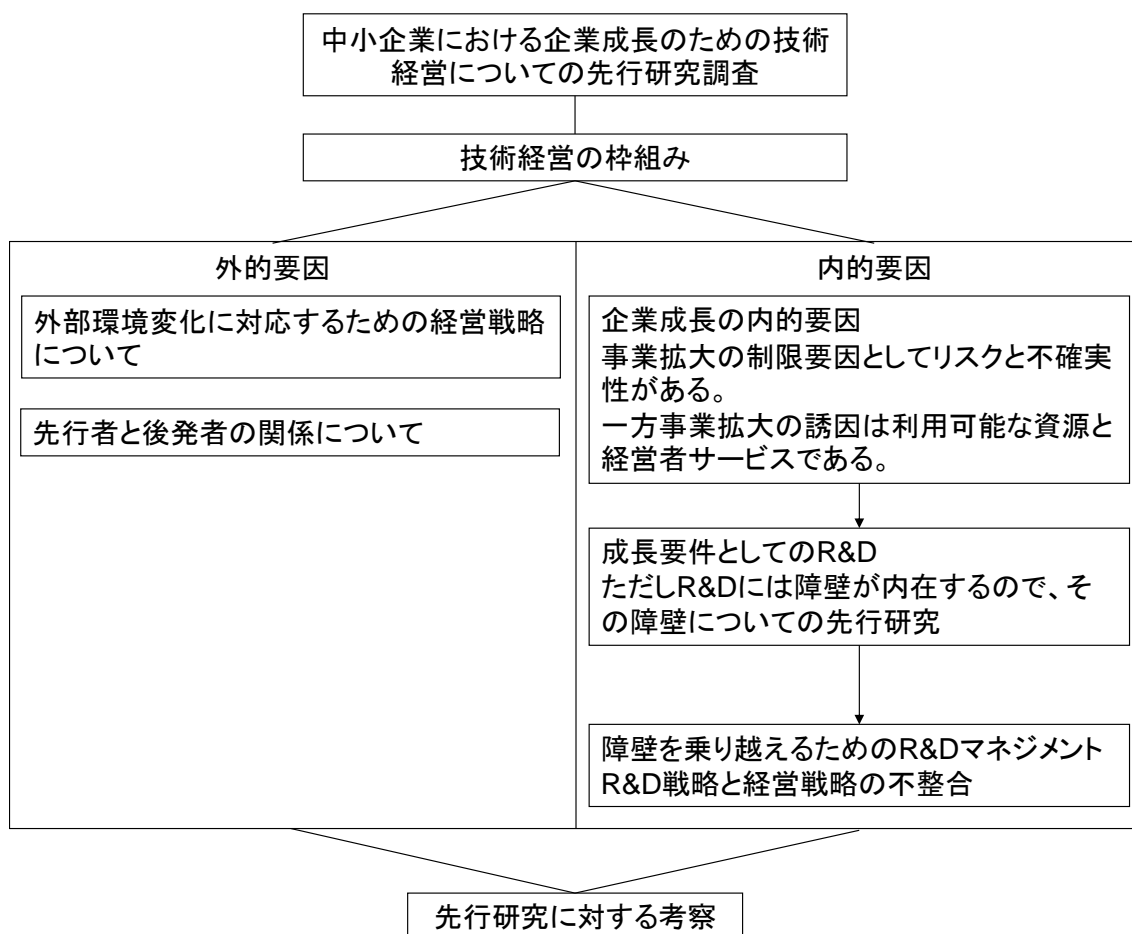 中小企業における企業成長のための技術
経営についての先行研究調査
技術経営の枠組み
外的要因
外部環境変化に対応するための経営戦略
について
先行者と後発者の関係について
内的要因
企業成長の内的要因
事業拡大の制限要因としてリスクと不確実
性がある。
一方事業拡大の誘因は利用可能な資源と
経営者サービスである。
成長要件としてのR&D
ただしR&Dには障壁が内在するので、そ
の障壁についての先行研究
障壁を乗り越えるためのR&Dマネジメント
R&D戦略と経営戦略の不整合
先行研究に対する考察